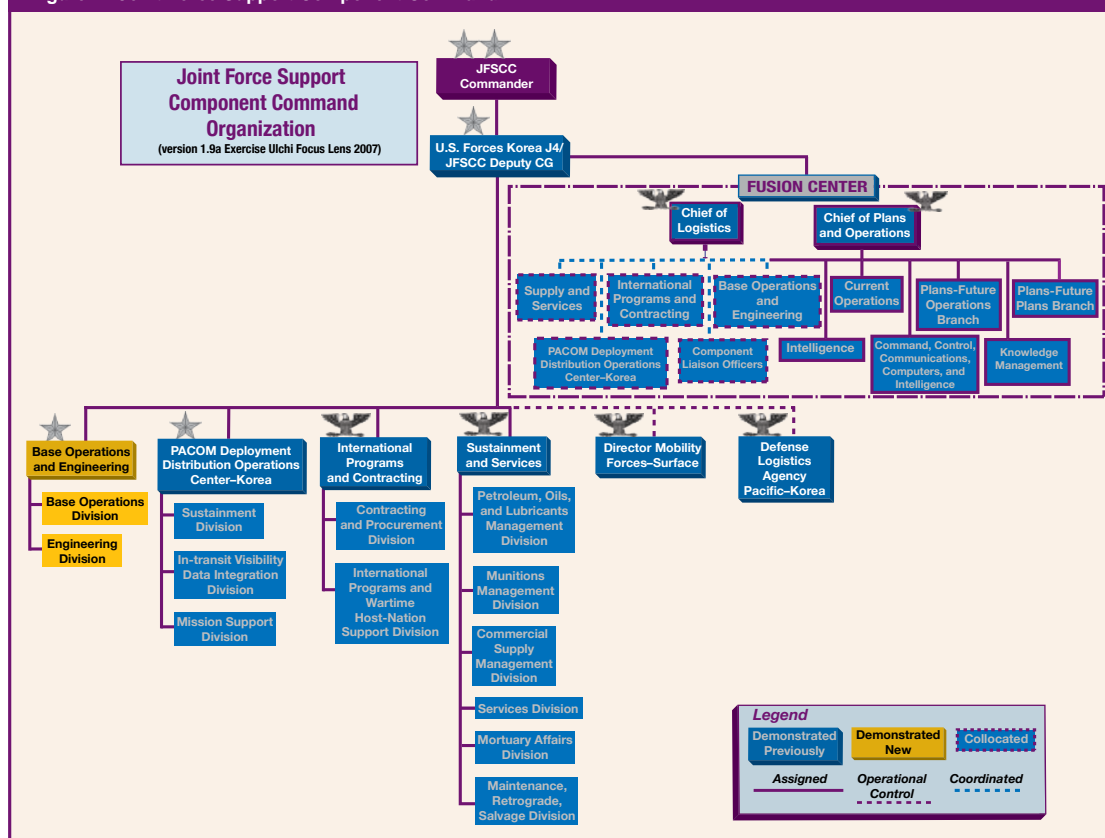 Joint Force Support
Component Command
Organization
(version 1.9a Exercise Ulchi Focus Lens 2007)
JFSCC
Commander
U.S. Forces Korea J4/
JFSCC Deputy CG
FUSION CENTER
Chief of
Logistics
Chief of Plans
and Operations
Supply and
Services
International
Programs and
Contracting
Base Operations
and
Engineering
Current
Operations
Plans-Future
Operations
Branch
Plans-Future
Plans Branch
PACOM Deployment
Distribution Operations
Center–Korea
Component
Liaison Officers
Intelligence
Command, Control,
Communications,
Computers, and
Intelligence
Knowledge
Management
Base Operations
and Engineering
Base Operations
Division
Engineering
Division
PACOM Deployment
Distribution Operations
Center–Korea
Sustainment
Division
In-transit Visibility
Data Integration
Division
Mission Support
Division
International
Programs
and Contracting
Contracting
and Procurement
Division
International
Programs and
Wartime
Host-Nation
Support Division
Sustainment
and Services
Petroleum, Oils,
and Lubricants
Management
Division
Munitions
Management
Division
Commercial
Supply
Management
Division
Services Division
Mortuary Affairs
Division
Maintenance,
Retrograde,
Salvage Division
Director Mobility
Forces–Surface
Defense
Logistics
Agency
Pacific–Korea
Legend
Demonstrated
Previously
Demonstrated
New
Collocated
Assigned
Operational
Control
Coordinated